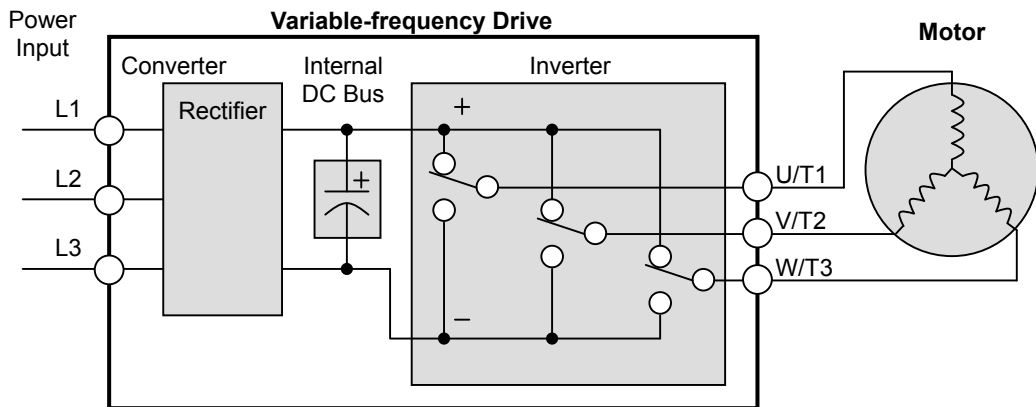 Variable-frequency Drive
Power
Input
Motor
Converter
Internal
DC Bus
Inverter
Rectifier
L1
L2
L3
+
+
−
U/T1
V/T2
W/T3